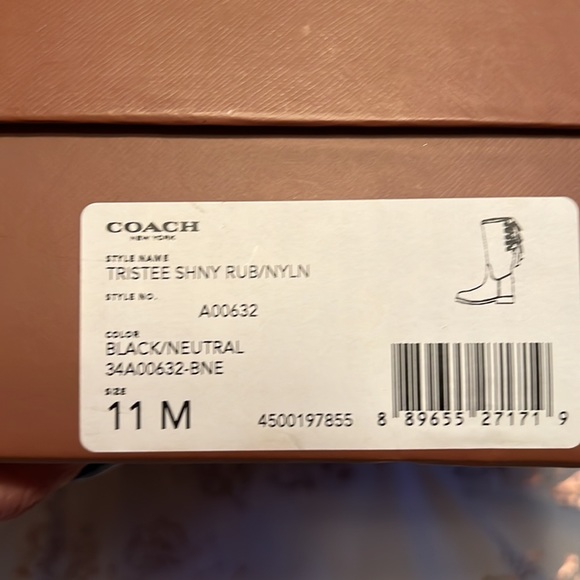 COACH
NEW YORK
STYLE NAME
TRISTEE SHNY RUB/NYLN
STYLE NO.
A00632
COLOR
BLACK/NEUTRAL
34A00632-BNE
SIZE
11 M
4500197855
8 89655 27171 9